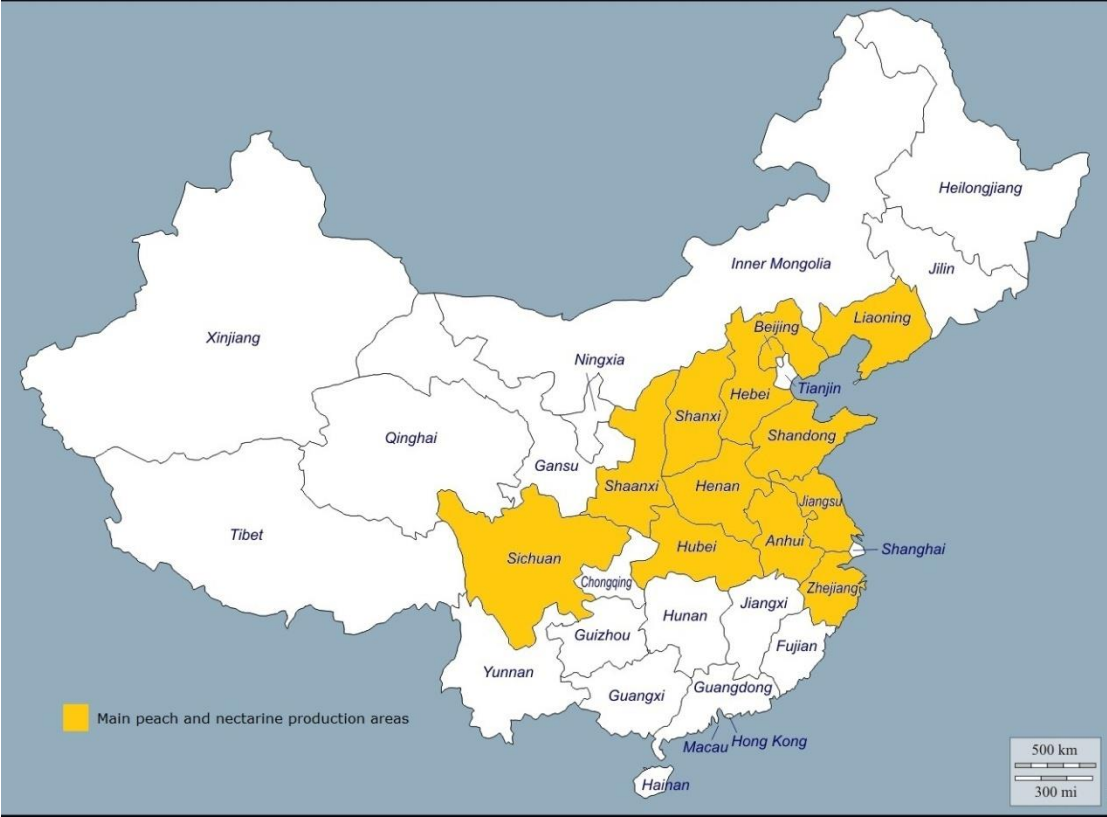 Heilongjiang
Inner Mongolia
Jilin
Liaoning
Beijing
Xinjiang
Ningxia
Tianjin
Hebei
Shanxi
Qinghai
Shandong
Gansu
Shaanxi
Henan
Jiangsu
Tibet
Sichuan
Hubei
Anhui
Shanghai
Chongqing
Zhejiang
Jiangxi
Hunan
Guizhou
Fujian
Yunnan
Guangxi
Guangdong
Main peach and nectarine production areas
Macau
Hong Kong
Hainan
500 km
300 mi